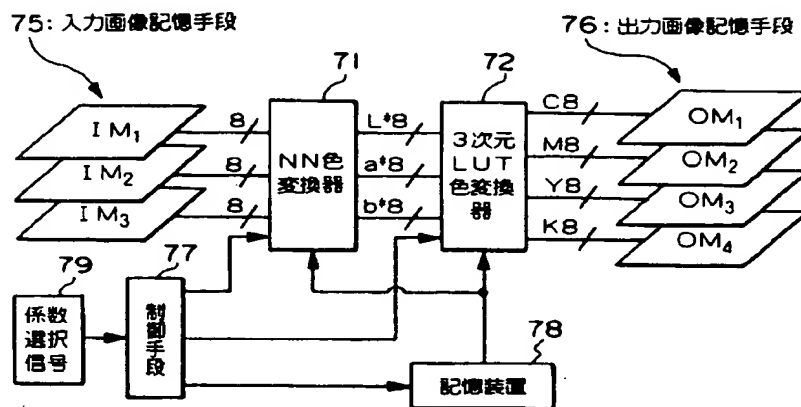 75:入力画像記憶手段
76:出力画像記憶手段
71
72
IM₁
IM₂
IM₃
8
8
8
NN色
変換器
L*8
a*8
b*8
3次元
LUT
色変換
器
C8
M8
Y8
K8
OM₁
OM₂
OM₃
OM₄
79
係数
選択
信号
77
制御手段
78
記憶装置